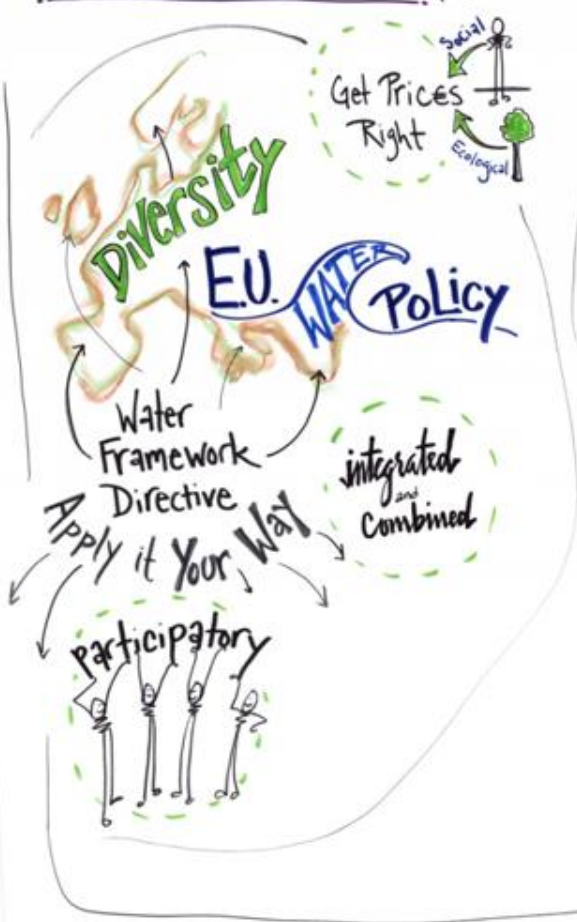 Social
Get Prices
Right
Ecological
Diversity
E.U. WATER POLICY
Water
Framework
Directive
Apply it Your Way
integrated
and
Combined
participatory